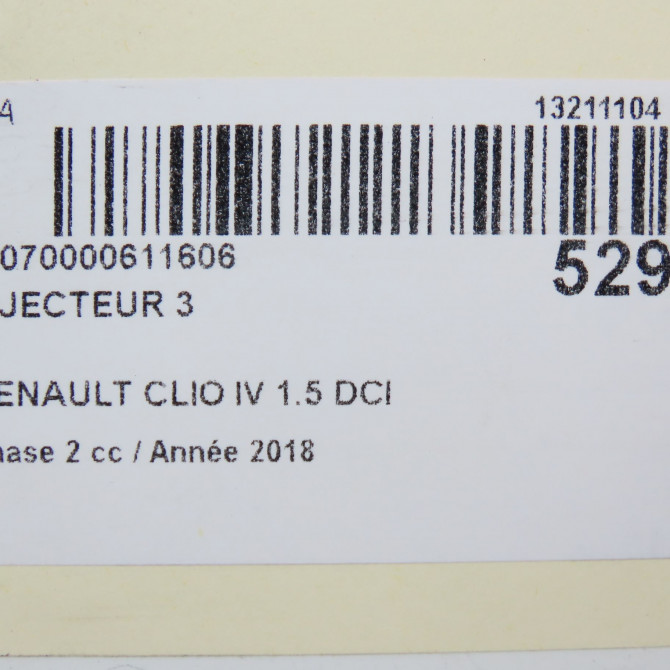 A 13211104
070000611606
529
JECTEUR 3
ENAULT CLIO IV 1.5 DCI
hase 2 cc / Année 2018